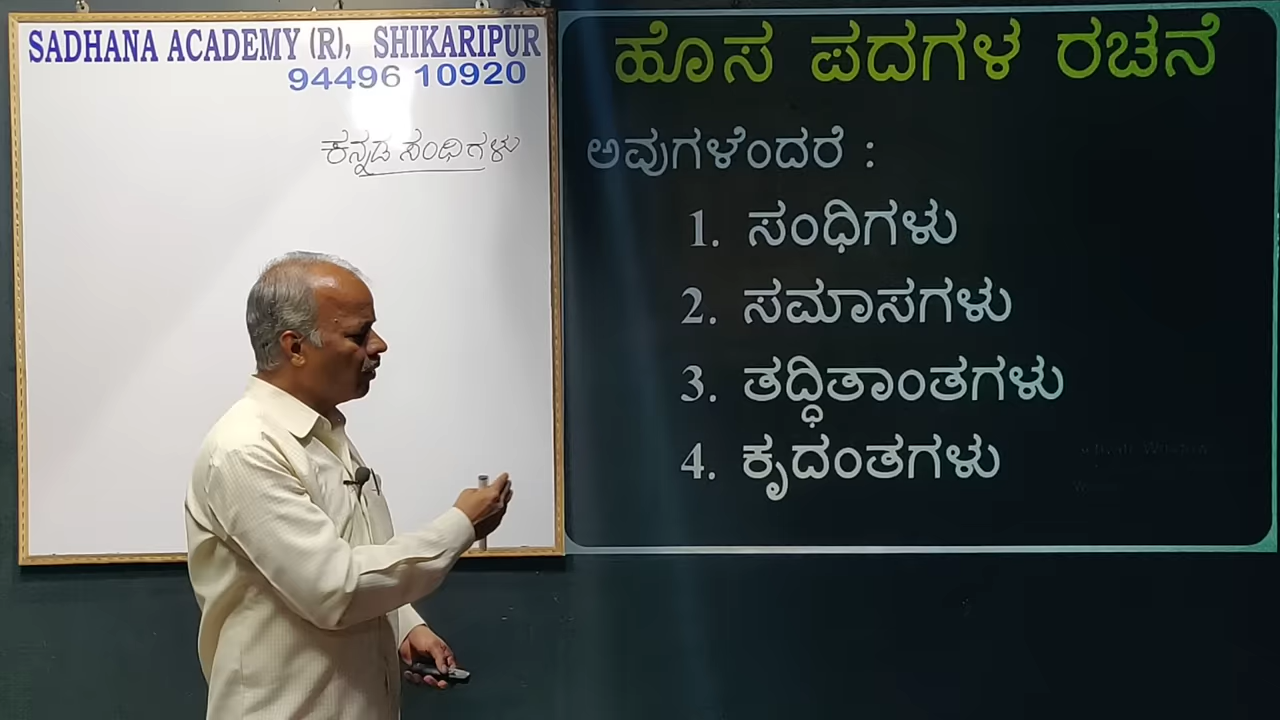 SADHANA ACADEMY (R), SHIKARIPUR
94496 10920
ಕನ್ನಡ ಸಂಧಿಗಳು
ಹೊಸ ಪದಗಳ ರಚನೆ
ಅವುಗಳೆಂದರೆ :
1. ಸಂಧಿಗಳು
2. ಸಮಾಸಗಳು
3. ತದ್ಧಿತಾಂತಗಳು
4. ಕೃದಂತಗಳು